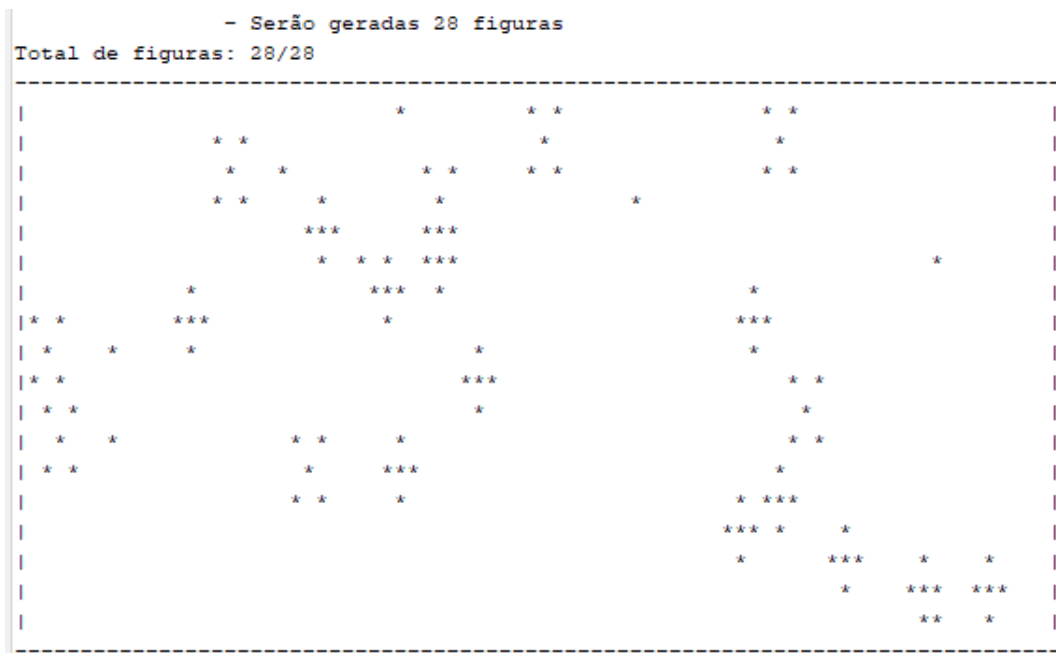 - Serão geradas 28 figuras
Total de figuras: 28/28
--------------------------------------------------------------------------------
|                            *         * *               * *                   |
|              * *                      *                 *                    |
|               *   *          * *     * *               * *                   |
|              * *     *        *              *                               |
|                     ***      ***                                             |
|                      *  * *  ***                                    *        |
|            *             ***  *                       *                      |
|* *        ***             *                          ***                     |
| *    *     *                     *                    *                      |
|* *                              ***                      * *                 |
| * *                              *                        *                  |
|  *   *             * *     *                             * *                 |
| * *                 *     ***                           *                    |
|                    * *     *                         * ***                   |
|                                                     *** *    *               |
|                                                      *      ***    *    *    |
|                                                              *    ***  ***   |
|                                                                    **   *    |
--------------------------------------------------------------------------------